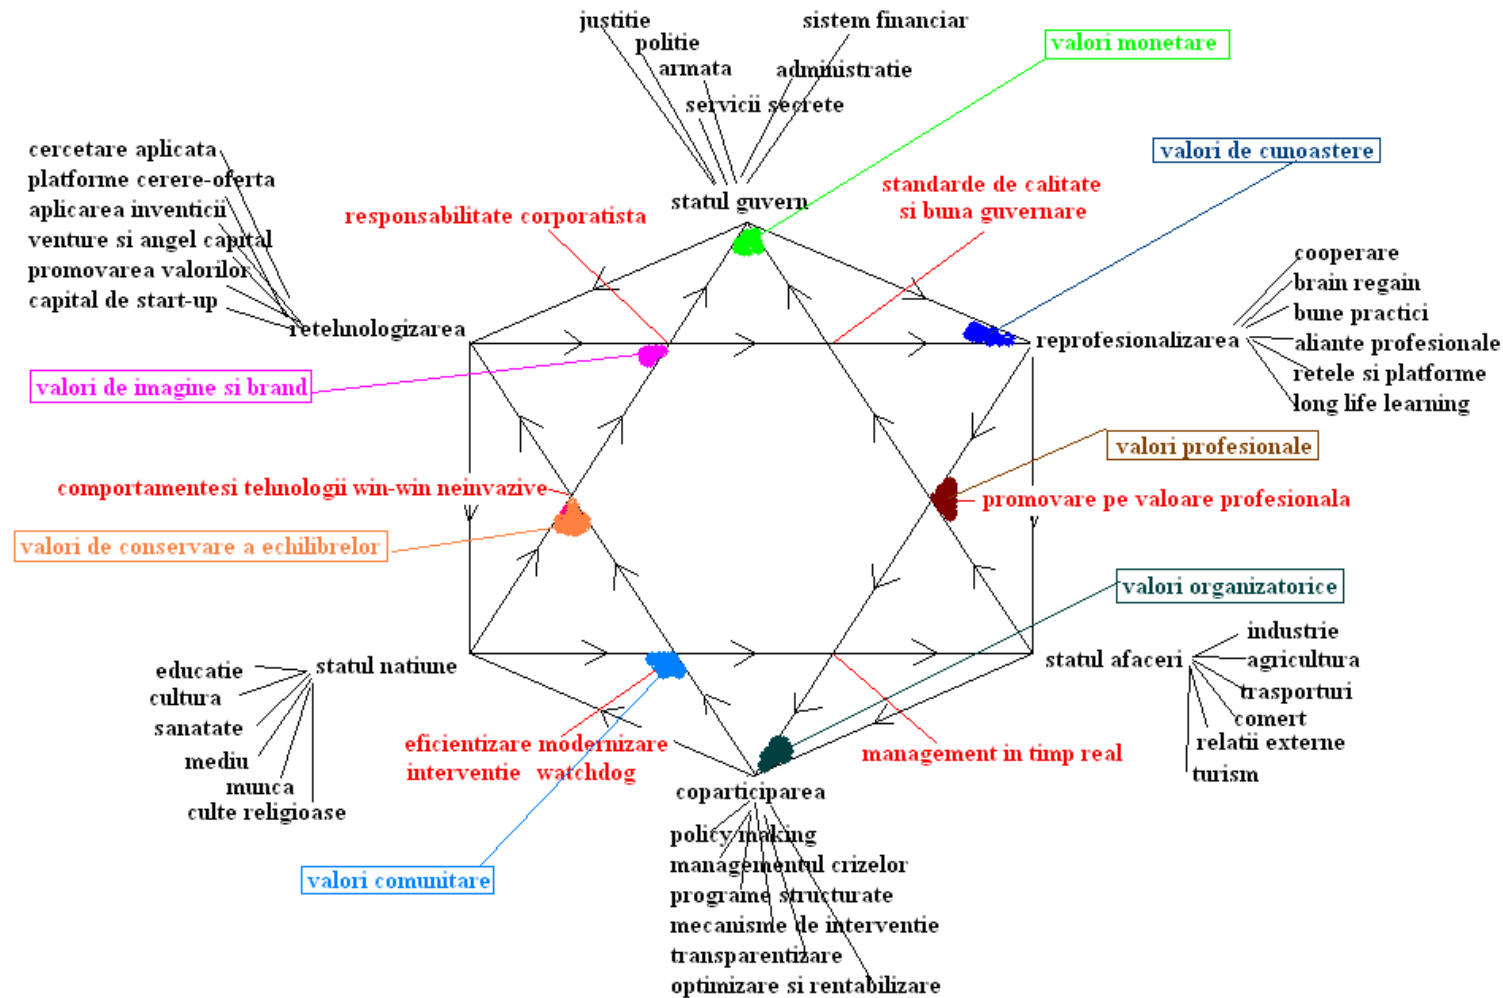 justitie
sistem financiar
politie
valori monetare
armata
administratie
servicii secrete
cercetare aplicata
valori de cunoastere
platforme cerere-oferta
standarde de calitate
si buna guvernare
statul guvern
aplicarea inventicii
responsabilitate corporatista
venture si angel capital
cooperare
promovarea valorilor
brain regain
capital de start-up
bune practici
retehnologizarea
reprofesionalizarea
aliante profesionale
retele si platforme
valori de imagine si brand
long life learning
valori profesionale
comportamentesi tehnologii win-win neinvazive
promovare pe valoare profesionala
valori de conservare a echilibrelor
valori organizatorice
industrie
educatie
statul natiune
statul afaceri
agricultura
cultura
trasporturi
sanatate
comert
eficientizare modernizare
interventie watchdog
relatii externe
mediu
management in timp real
turism
munca
coparticiparea
culte religioase
policy making
managementul crizelor
valori comunitare
programe structurate
mecanisme de interventie
transparentizare
optimizare si rentabilizare